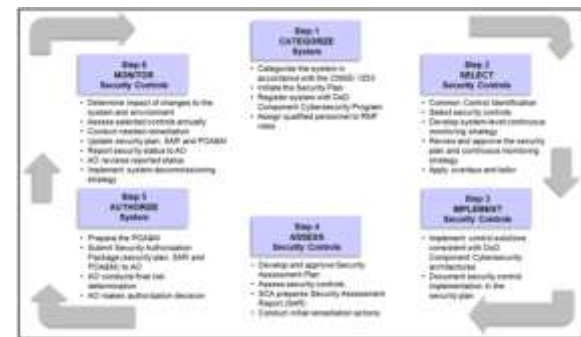 Step 1
CATEGORIZE
System
• Categorize the system in
accordance with the CNSSI 1253
• Initiate the Security Plan
• Register system with DoD
Component Cybersecurity Program
• Assign qualified personnel to RMF
roles
Step 2
SELECT
Security Controls
• Common Control Identification
• Select security controls
• Develop system-level continuous
monitoring strategy
• Review and approve the security
plan and continuous monitoring
strategy
• Apply overlays and tailor
Step 3
IMPLEMENT
Security Controls
• Implement control solutions
consistent with DoD
Component Cybersecurity
architectures
• Document security control
implementation in the
security plan
Step 4
ASSESS
Security Controls
• Develop and approve Security
Assessment Plan
• Assess security controls
• SCA prepares Security Assessment
Report (SAR)
• Conduct initial remediation actions
Step 5
AUTHORIZE
System
• Prepare the POA&M
• Submit Security Authorization
Package (security plan, SAR and
POA&M) to AO
• AO conducts final risk
determination
• AO makes authorization decision
Step 6
MONITOR
Security Controls
• Determine impact of changes to the
system and environment
• Assess selected controls annually
• Conduct needed remediation
• Update security plan, SAR and POA&M
• Report security status to AO
• AO reviews reported status
• Implement system decommissioning
strategy